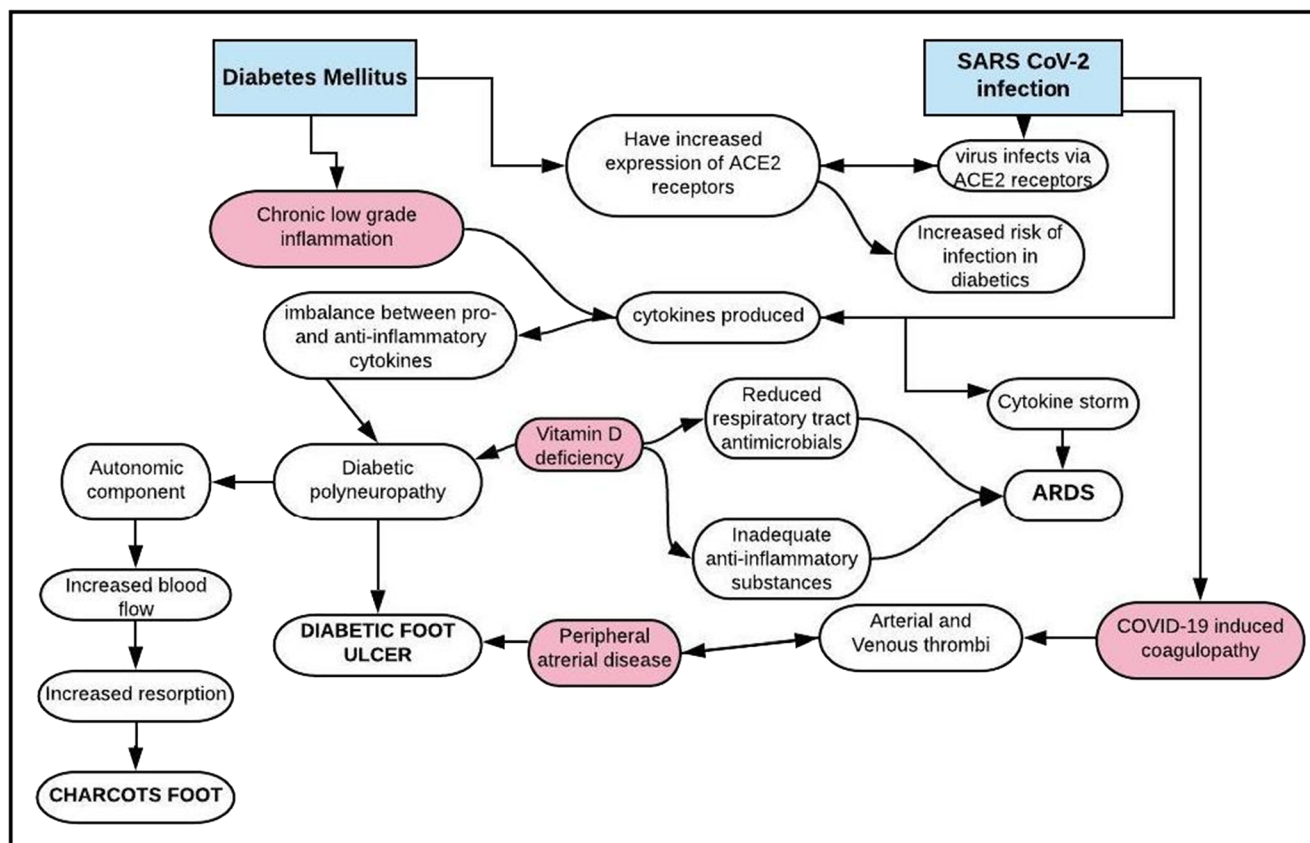 Diabetes Mellitus
SARS CoV-2
infection
Have increased
expression of ACE2
receptors
virus infects via
ACE2 receptors
Chronic low grade
inflammation
Increased risk of
infection in
diabetics
imbalance between pro-
and anti-inflammatory
cytokines
cytokines produced
Reduced
respiratory tract
antimicrobials
Cytokine storm
Vitamin D
deficiency
Autonomic
component
Diabetic
polyneuropathy
ARDS
Inadequate
anti-inflammatory
substances
Increased blood
flow
DIABETIC FOOT
ULCER
Peripheral
atrerial disease
Arterial and
Venous thrombi
COVID-19 induced
coagulopathy
Increased resorption
CHARCOTS FOOT